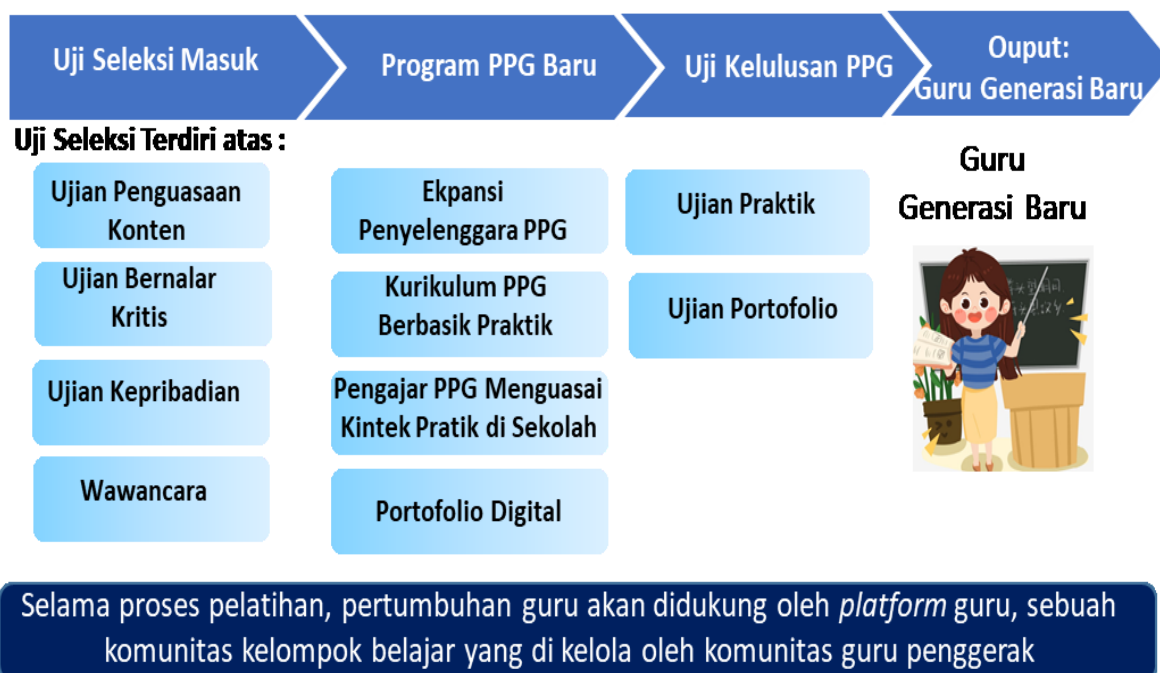 Uji Seleksi Masuk
Program PPG Baru
Uji Kelulusan PPG
Ouput:
Guru Generasi Baru
Uji Seleksi Terdiri atas :
Ujian Penguasaan
Konten
Ujian Bernalar
Kritis
Ujian Kepribadian
Wawancara
Ekpansi
Penyelenggara PPG
Kurikulum PPG
Berbasik Praktik
Pengajar PPG Menguasai
Kintek Pratik di Sekolah
Portofolio Digital
Ujian Praktik
Ujian Portofolio
Guru
Generasi Baru
Selama proses pelatihan, pertumbuhan guru akan didukung oleh platform guru, sebuah
komunitas kelompok belajar yang di kelola oleh komunitas guru penggerak